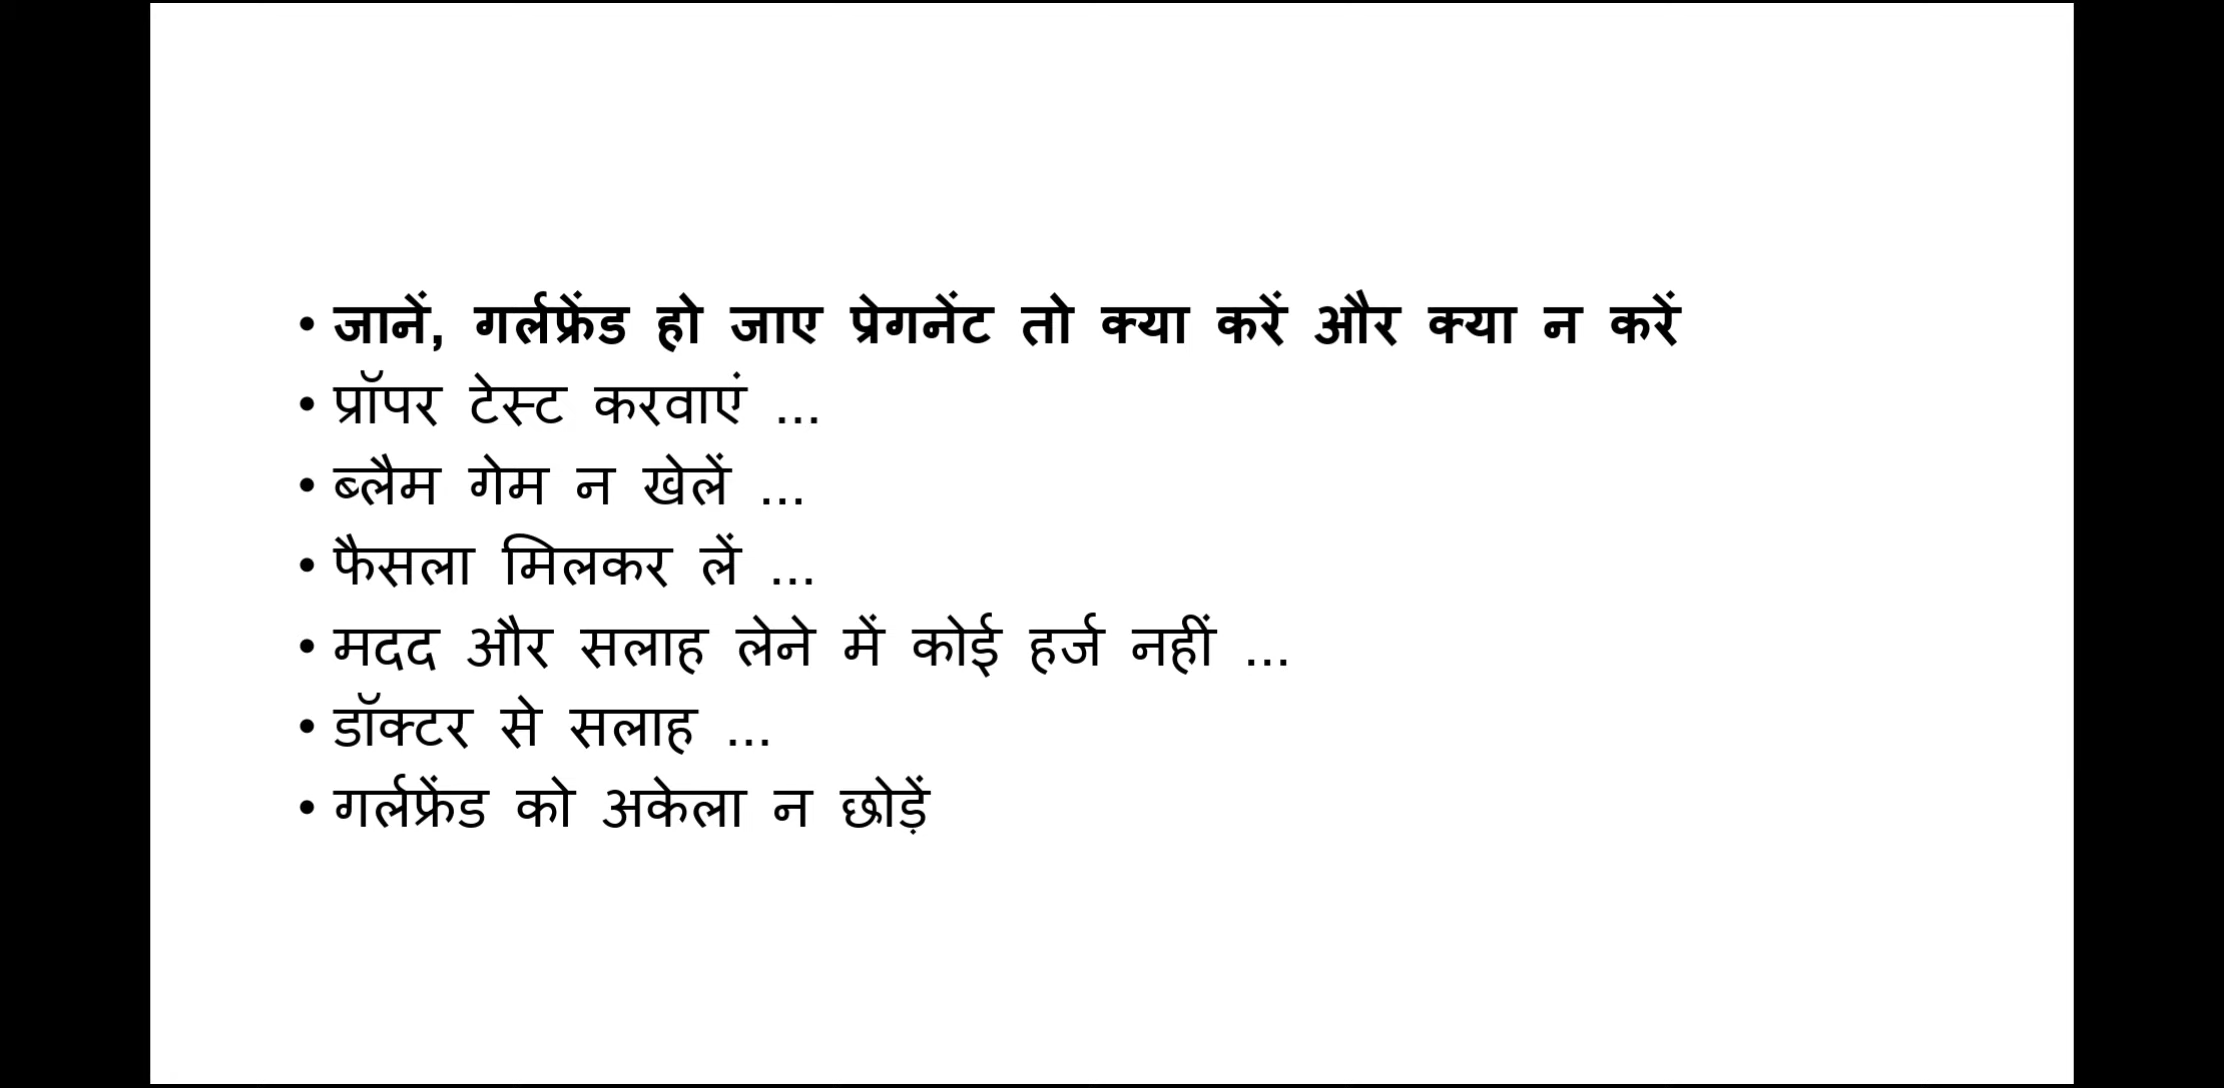 • जानें, गर्लफ्रेंड हो जाए प्रेगनेंट तो क्या करें और क्या न करें
• प्रॉपर टेस्ट करवाएं ...
• ब्लैम गेम न खेलें ...
• फैसला मिलकर लें ...
• मदद और सलाह लेने में कोई हर्ज नहीं ...
• डॉक्टर से सलाह ...
• गर्लफ्रेंड को अकेला न छोड़ें